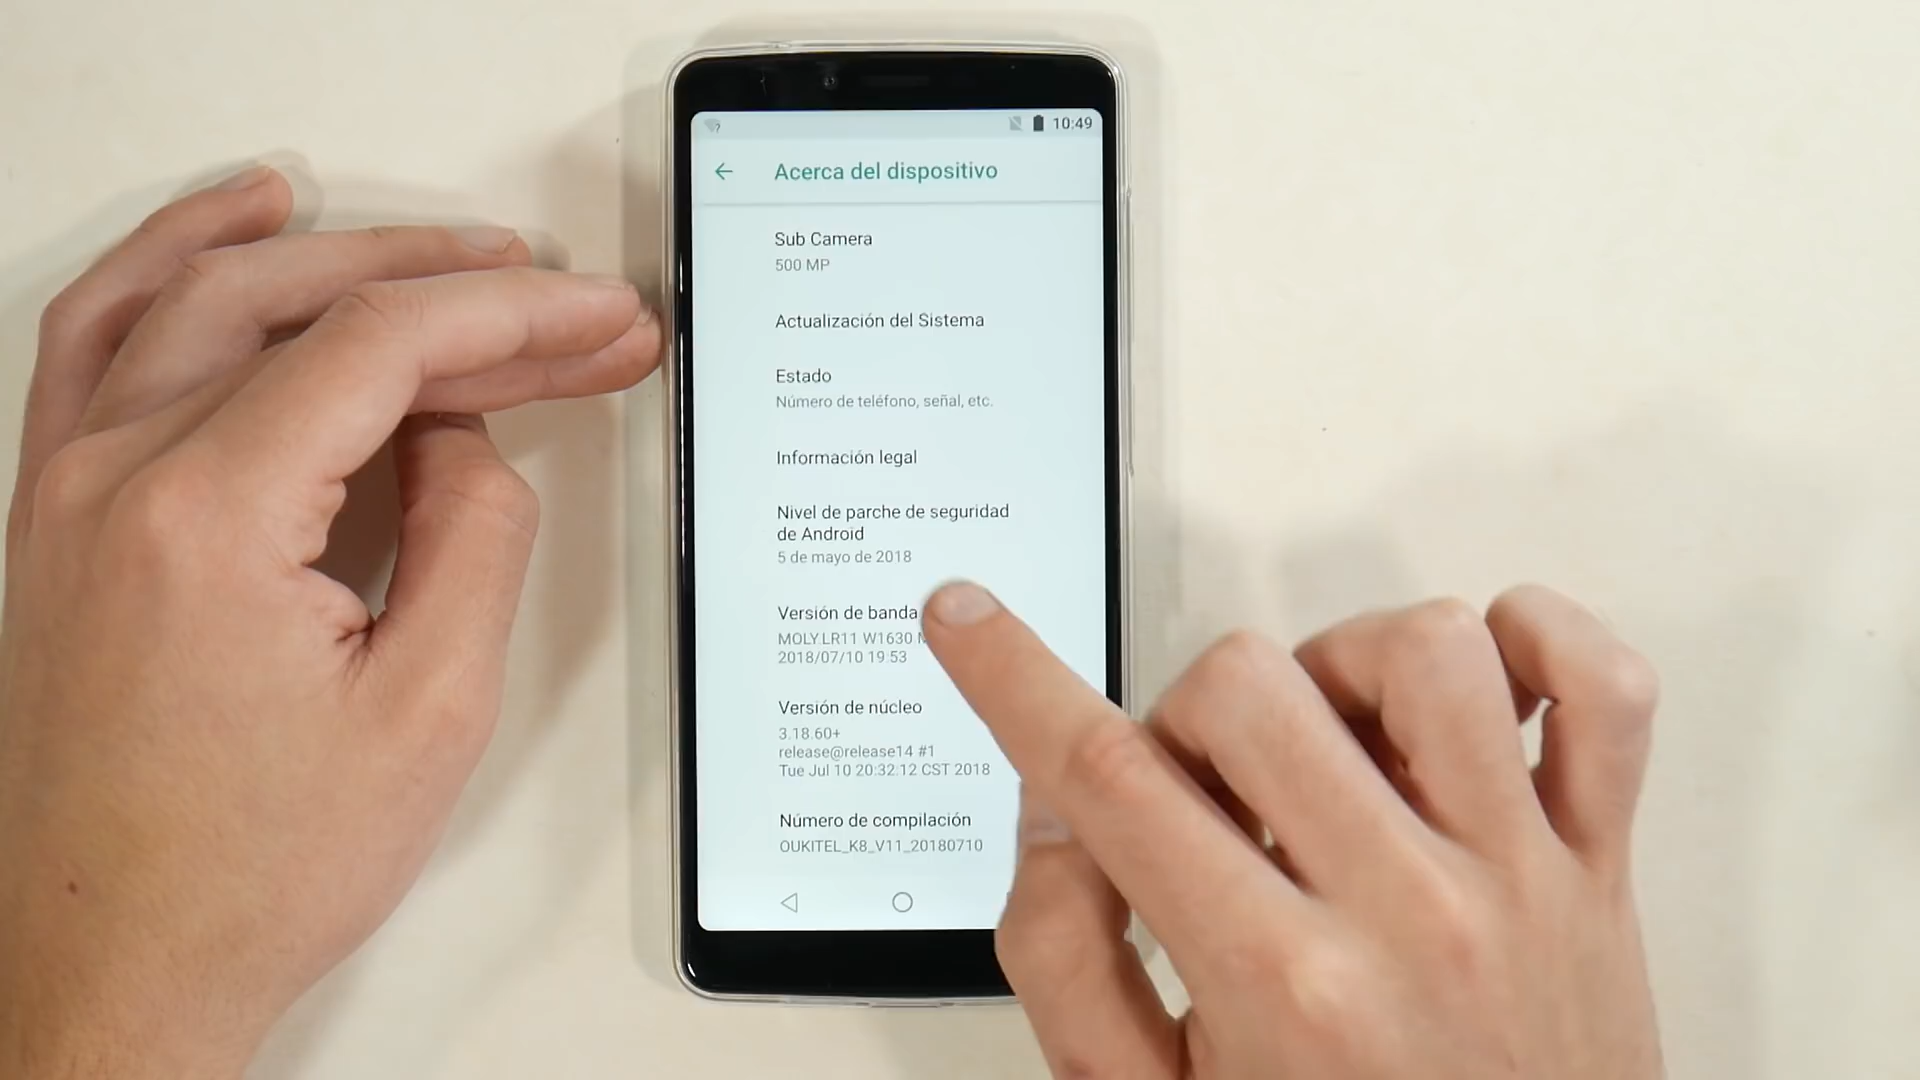 10:49
Acerca del dispositivo
Sub Camera
500 MP
Actualización del Sistema
Estado
Número de teléfono, señal, etc.
Información legal
Nivel de parche de seguridad
de Android
5 de mayo de 2018
Versión de banda
MOLY.LR11 W1630
2018/07/10 19:53
Versión de núcleo
3.18.60+
release@release14 #1
Tue Jul 10 20:32:12 CST 2018
Número de compilación
OUKITEL_K8_V11_20180710